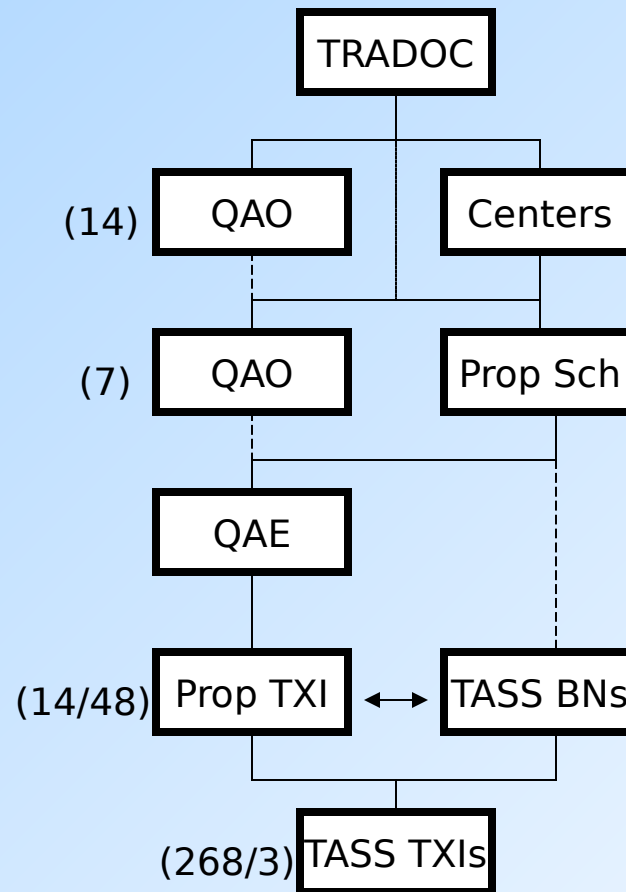 TRADOC
(14)
QAO
Centers
(7)
QAO
Prop Sch
QAE
(14/48)
Prop TXI
TASS BNs
(268/3)
TASS TXIs